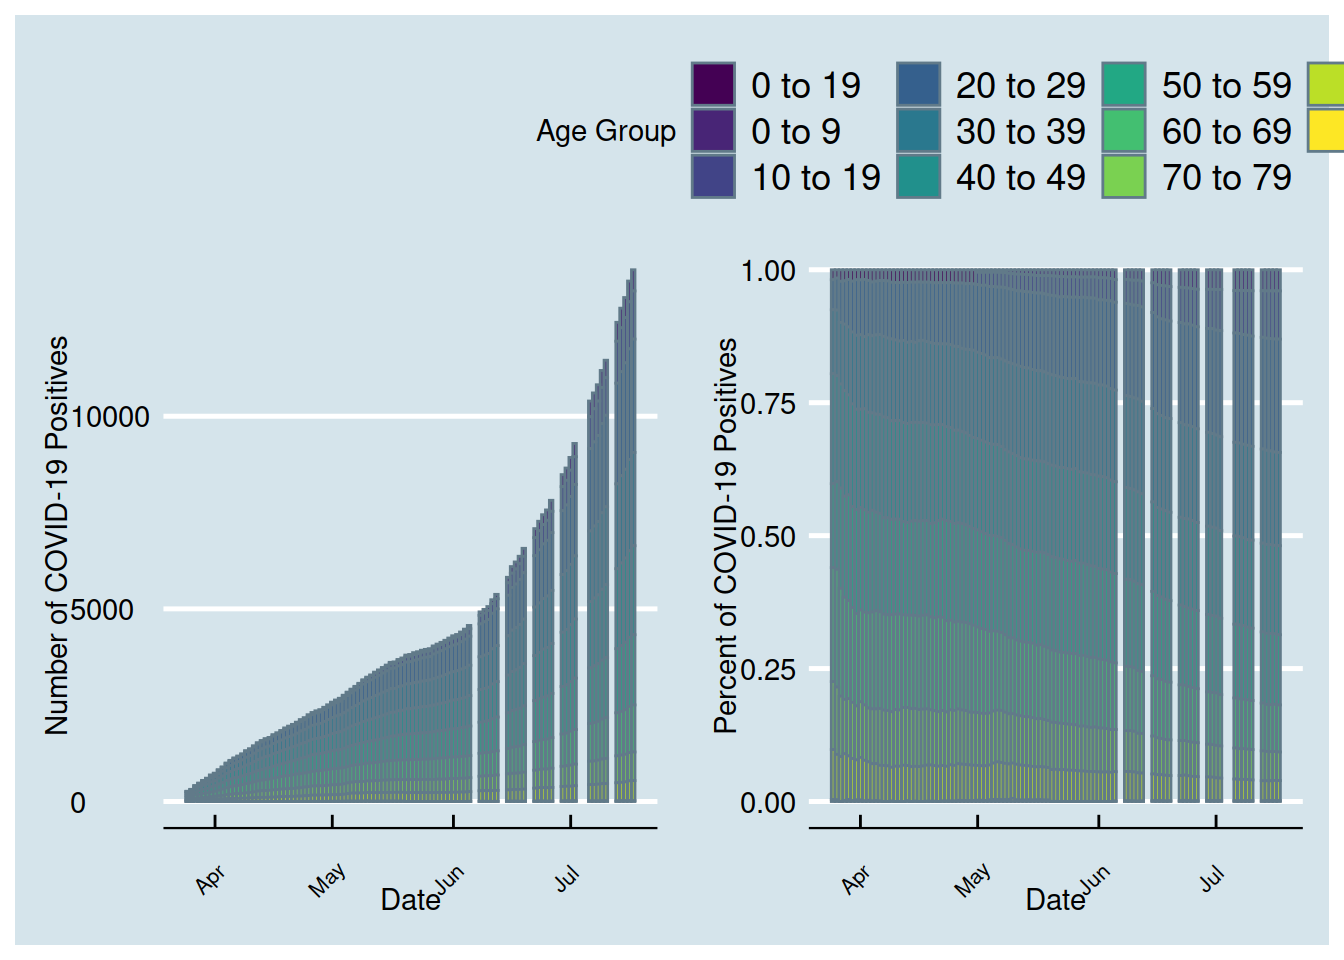 0 to 19 20 to 29 50 to 59
Age Group 0 to 9 30 to 39 60 to 69
10 to 19 40 to 49 70 to 79
Number of COVID-19 Positives
10000
5000
0
Apr May Jun Jul
Date
Percent of COVID-19 Positives
1.00
0.75
0.50
0.25
0.00
Apr May Jun Jul
Date